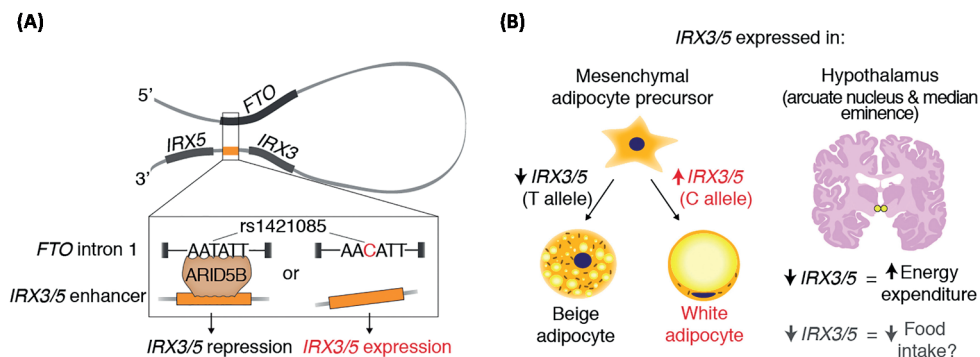 (A)
5'
FTO
IRX5
IRX3
3'
rs1421085
FTO intron 1
AATATT
AACATT
ARID5B
or
IRX3/5 enhancer
IRX3/5 repression
IRX3/5 expression
(B)
IRX3/5 expressed in:
Mesenchymal
adipocyte precursor
IRX3/5
(T allele)
IRX3/5
(C allele)
Beige
adipocyte
White
adipocyte
Hypothalamus
(arcuate nucleus & median
eminence)
IRX3/5 = Energy
expenditure
IRX3/5 = Food
intake?